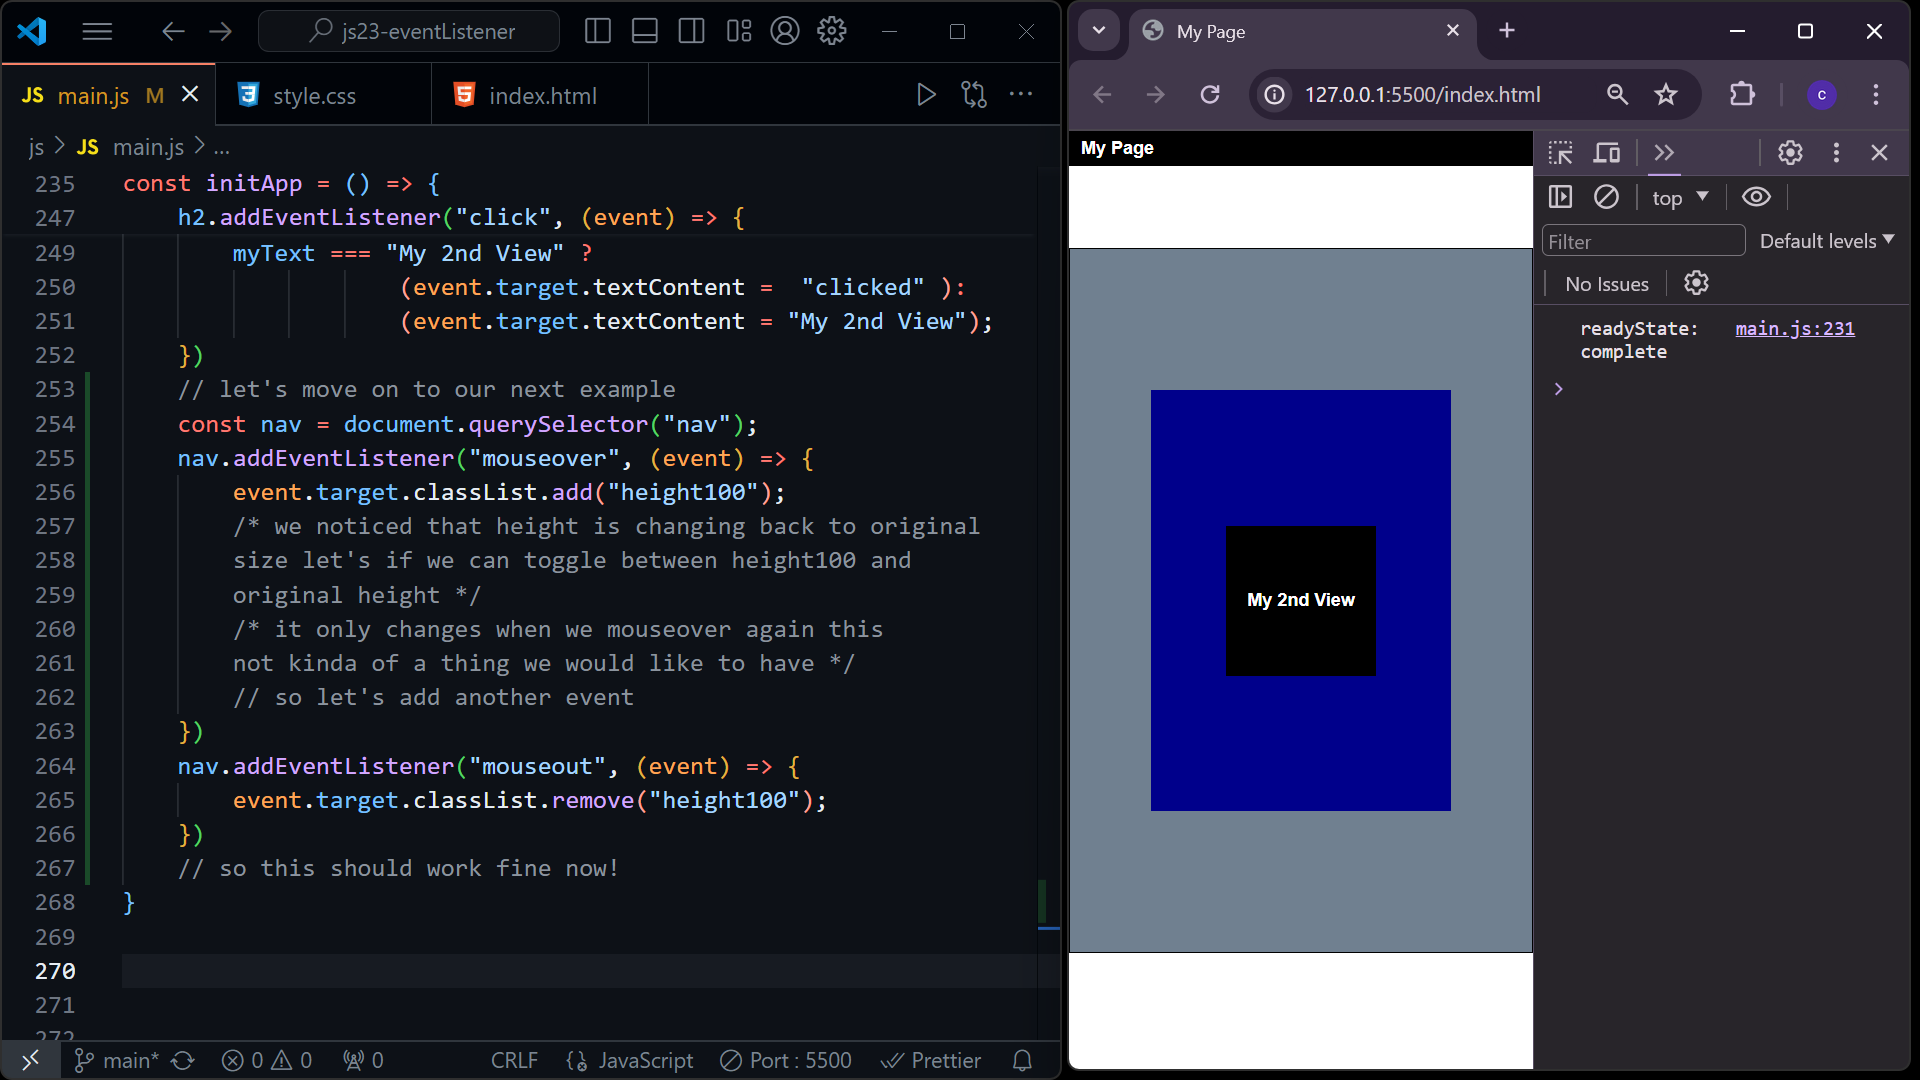 js23-eventListener
JS main.js M
style.css
index.html
js > JS main.js > ...
235 const initApp = () => {
247 h2.addEventListener("click", (event) => {
249 myText === "My 2nd View" ?
250 (event.target.textContent = "clicked" ):
251 (event.target.textContent = "My 2nd View");
252 })
253 // let's move on to our next example
254 const nav = document.querySelector("nav");
255 nav.addEventListener("mouseover", (event) => {
256 event.target.classList.add("height100");
257 /* we noticed that height is changing back to original
258 size let's if we can toggle between height100 and
259 original height */
260 /* it only changes when we mouseover again this
261 not kinda of a thing we would like to have */
262 // so let's add another event
263 })
264 nav.addEventListener("mouseout", (event) => {
265 event.target.classList.remove("height100");
266 })
267 // so this should work fine now!
268 }
269
270
271
272
main* 0 0 0 CRLF JavaScript Port : 5500 Prettier
My Page
127.0.0.1:5500/index.html
c
My Page
My 2nd View
top
Filter
Default levels
No Issues
readyState: main.js:231
complete